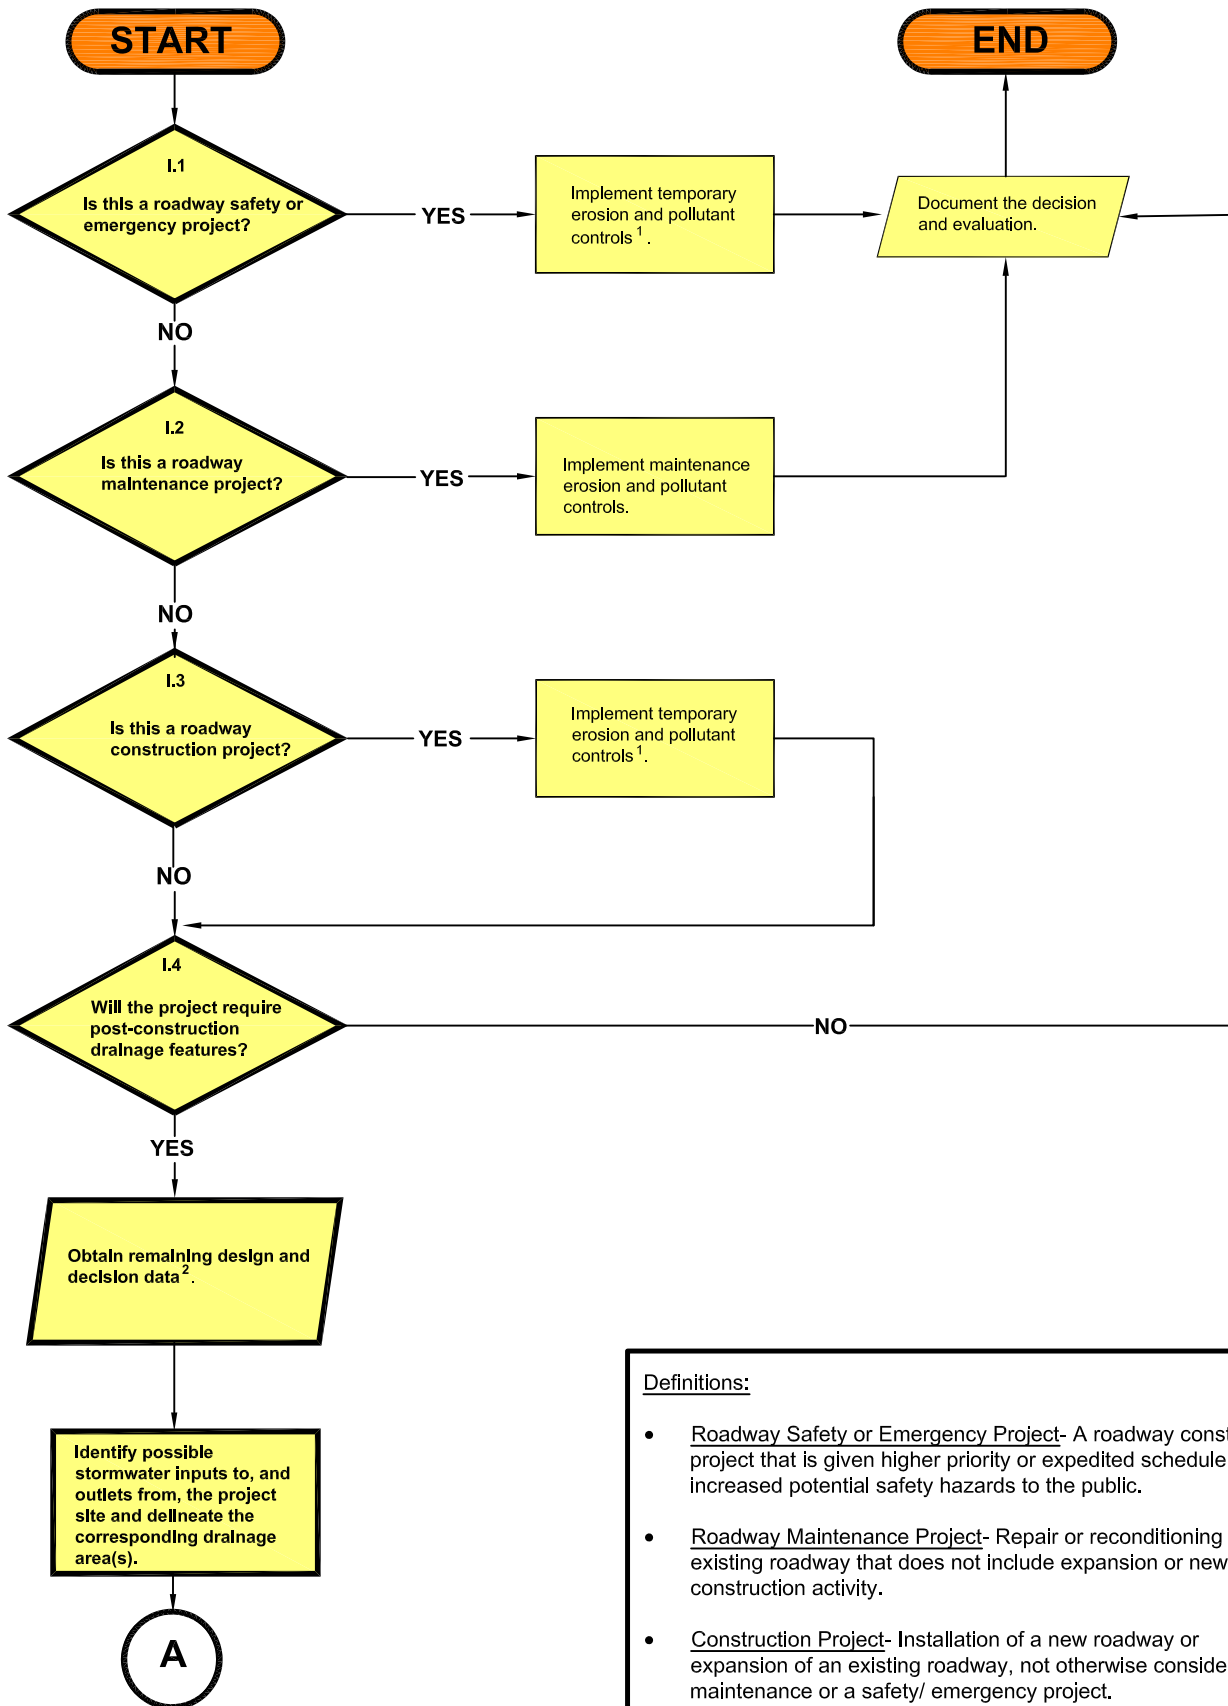 START
END
I.1
Is this a roadway safety or
emergency project?
YES
Implement temporary
erosion and pollutant
controls 1.
Document the decision
and evaluation.
NO
I.2
Is this a roadway
maintenance project?
YES
Implement maintenance
erosion and pollutant
controls.
NO
I.3
Is this a roadway
construction project?
YES
Implement temporary
erosion and pollutant
controls 1.
NO
I.4
Will the project require
post-construction
drainage features?
NO
YES
Obtain remaining design and
decision data 2.
Identify possible
stormwater inputs to, and
outlets from, the project
site and delineate the
corresponding drainage
area(s).
A
Definitions:
• Roadway Safety or Emergency Project- A roadway const
project that is given higher priority or expedited schedule
increased potential safety hazards to the public.
• Roadway Maintenance Project- Repair or reconditioning
existing roadway that does not include expansion or new
construction activity.
• Construction Project- Installation of a new roadway or
expansion of an existing roadway, not otherwise conside
maintenance or a safety/ emergency project.